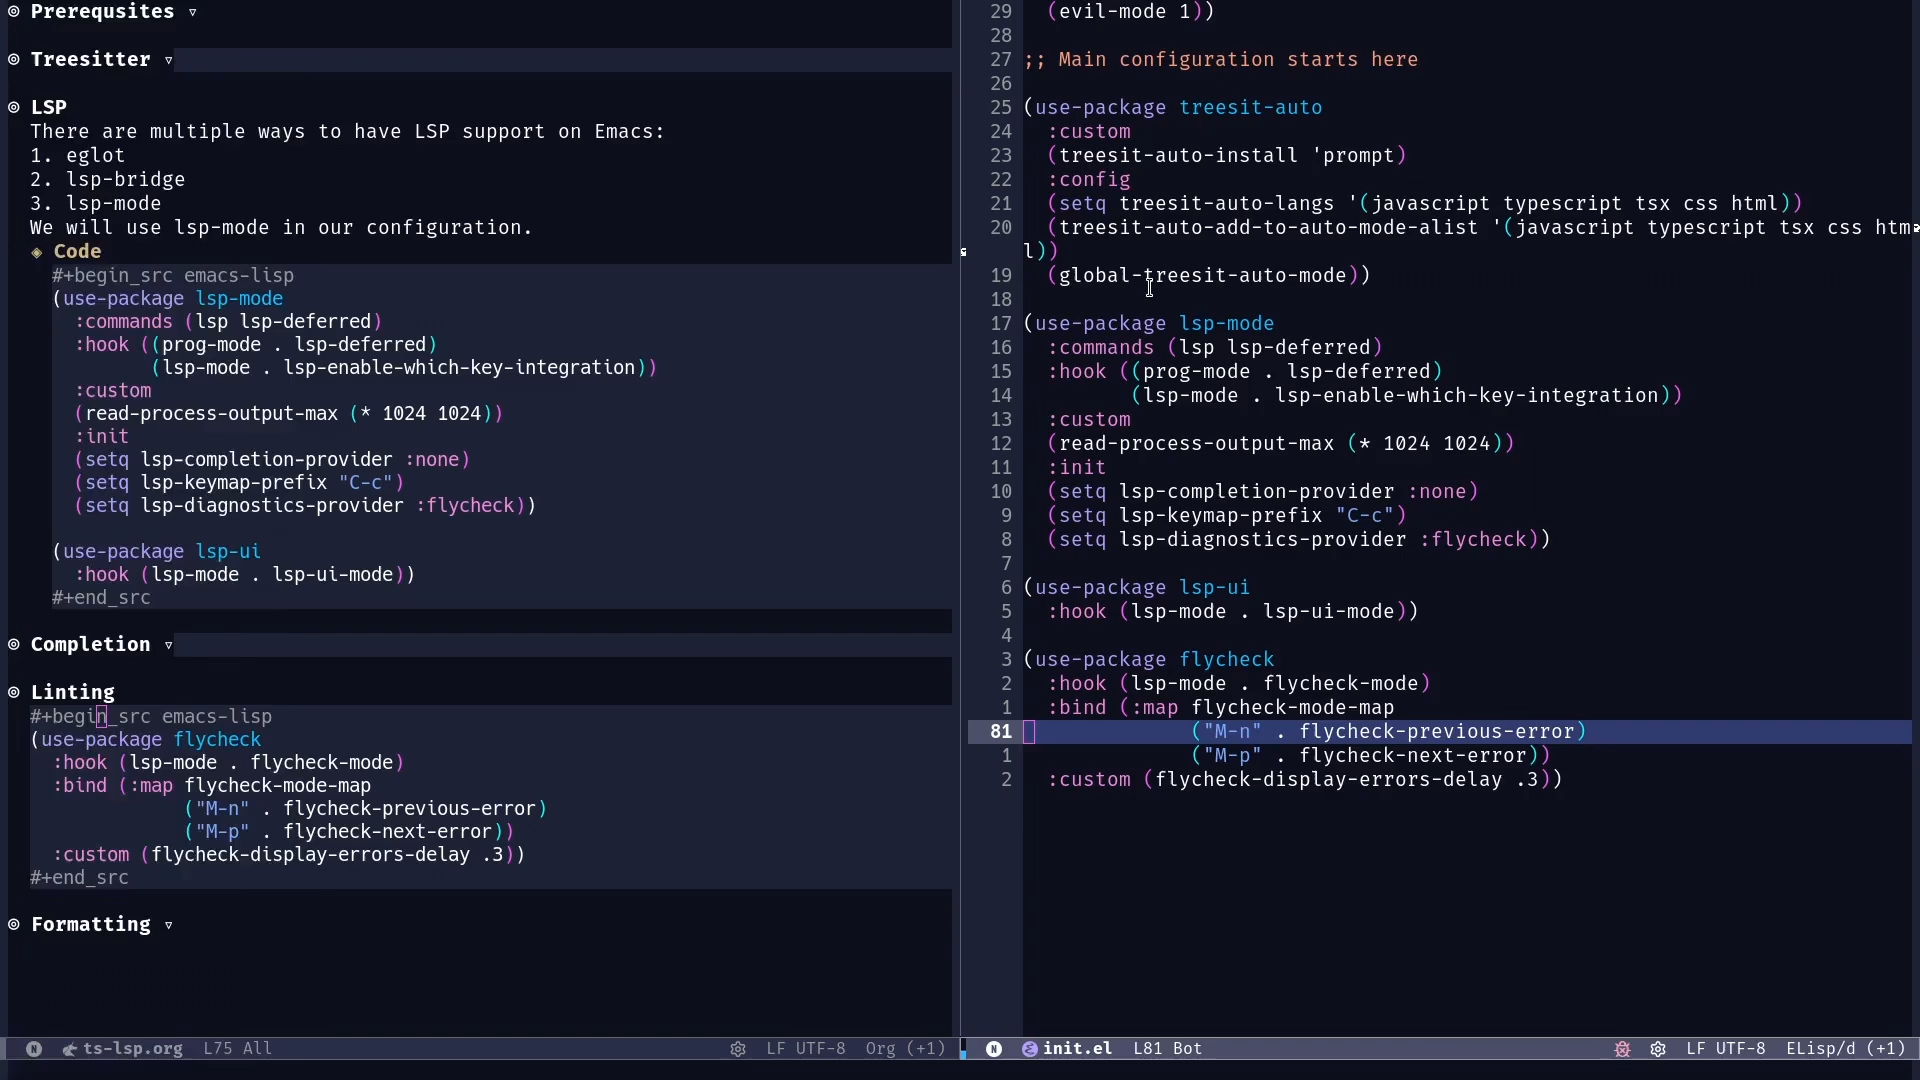 Prerequsites ▿
Treesitter ▿
LSP
There are multiple ways to have LSP support on Emacs:
1. eglot
2. lsp-bridge
3. lsp-mode
We will use lsp-mode in our configuration.
Code
#+begin_src emacs-lisp
(use-package lsp-mode
:commands (lsp lsp-deferred)
:hook ((prog-mode . lsp-deferred)
(lsp-mode . lsp-enable-which-key-integration))
:custom
(read-process-output-max (* 1024 1024))
:init
(setq lsp-completion-provider :none)
(setq lsp-keymap-prefix "C-c")
(setq lsp-diagnostics-provider :flycheck))
(use-package lsp-ui
:hook (lsp-mode . lsp-ui-mode))
#+end_src
Completion ▿
Linting
#+begin_src emacs-lisp
(use-package flycheck
:hook (lsp-mode . flycheck-mode)
:bind (:map flycheck-mode-map
("M-n" . flycheck-previous-error)
("M-p" . flycheck-next-error))
:custom (flycheck-display-errors-delay .3))
#+end_src
Formatting ▿
N ts-lsp.org L75 All LF UTF-8 Org (+1)
29 (evil-mode 1))
28
27 ;; Main configuration starts here
26
25 (use-package treesit-auto
24 :custom
23 (treesit-auto-install 'prompt)
22 :config
21 (setq treesit-auto-langs '(javascript typescript tsx css html))
20 (treesit-auto-add-to-auto-mode-alist '(javascript typescript tsx css htm
l))
19 (global-treesit-auto-mode))
18
17 (use-package lsp-mode
16 :commands (lsp lsp-deferred)
15 :hook ((prog-mode . lsp-deferred)
14 (lsp-mode . lsp-enable-which-key-integration))
13 :custom
12 (read-process-output-max (* 1024 1024))
11 :init
10 (setq lsp-completion-provider :none)
9 (setq lsp-keymap-prefix "C-c")
8 (setq lsp-diagnostics-provider :flycheck))
7
6 (use-package lsp-ui
5 :hook (lsp-mode . lsp-ui-mode))
4
3 (use-package flycheck
2 :hook (lsp-mode . flycheck-mode)
1 :bind (:map flycheck-mode-map
81 ("M-n" . flycheck-previous-error)
1 ("M-p" . flycheck-next-error))
2 :custom (flycheck-display-errors-delay .3))
N init.el L81 Bot LF UTF-8 ELisp/d (+1)